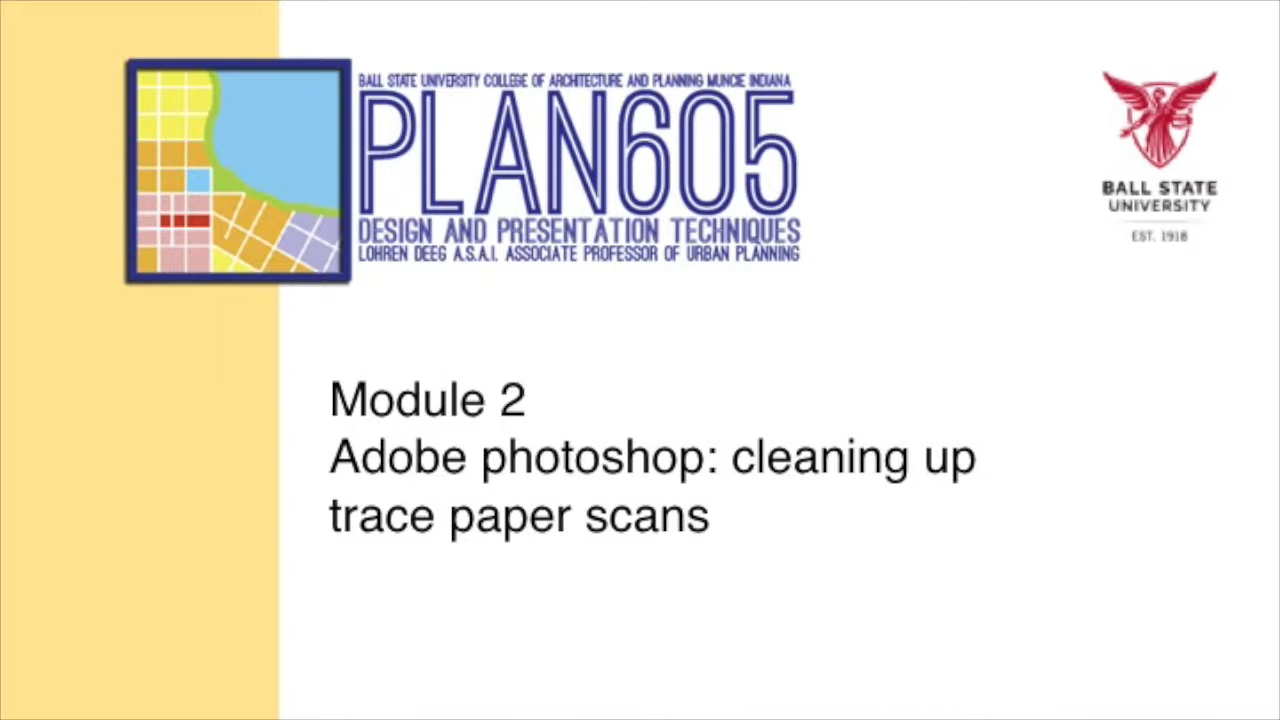 BALL STATE UNIVERSITY COLLEGE OF ARCHITECTURE AND PLANNING MUNCIE INDIANA
PLAN605
DESIGN AND PRESENTATION TECHNIQUES
LOHREN DEEG A.S.A.I. ASSOCIATE PROFESSOR OF URBAN PLANNING
BALL STATE
UNIVERSITY
EST. 1918
Module 2
Adobe photoshop: cleaning up
trace paper scans